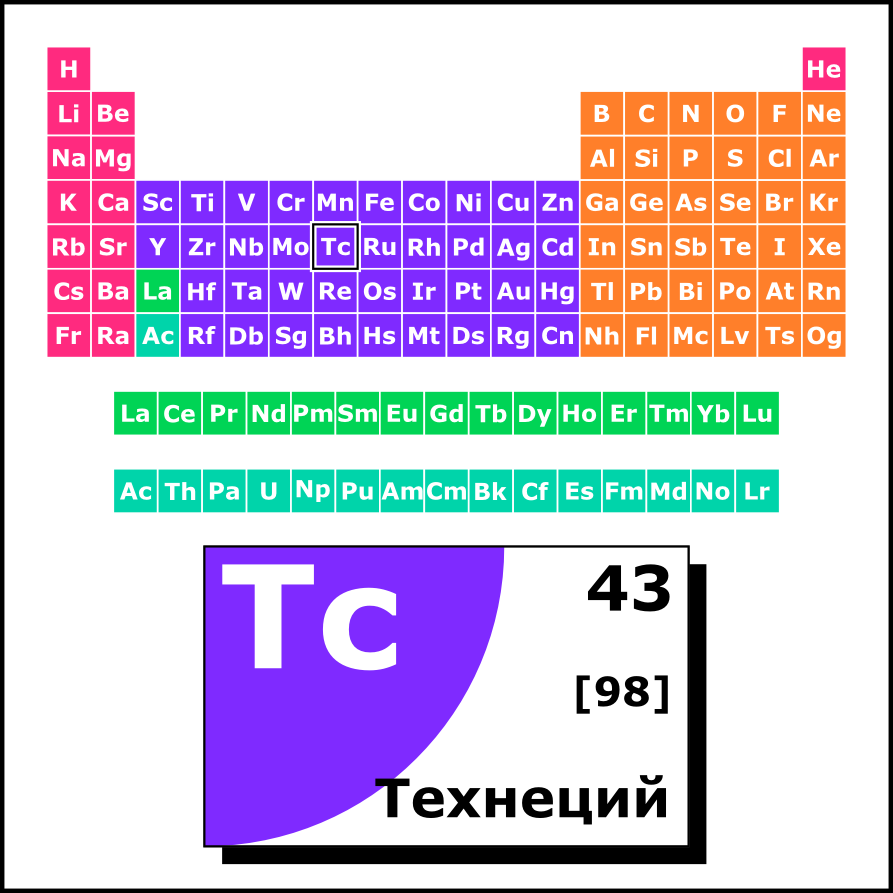 H He
Li Be B C N O F Ne
Na Mg Al Si P S Cl Ar
K Ca Sc Ti V Cr Mn Fe Co Ni Cu Zn Ga Ge As Se Br Kr
Rb Sr Y Zr Nb Mo Tc Ru Rh Pd Ag Cd In Sn Sb Te I Xe
Cs Ba La Hf Ta W Re Os Ir Pt Au Hg Tl Pb Bi Po At Rn
Fr Ra Ac Rf Db Sg Bh Hs Mt Ds Rg Cn Nh Fl Mc Lv Ts Og
La Ce Pr Nd Pm Sm Eu Gd Tb Dy Ho Er Tm Yb Lu
Ac Th Pa U Np Pu Am Cm Bk Cf Es Fm Md No Lr
Tc 43
[98]
Технеций